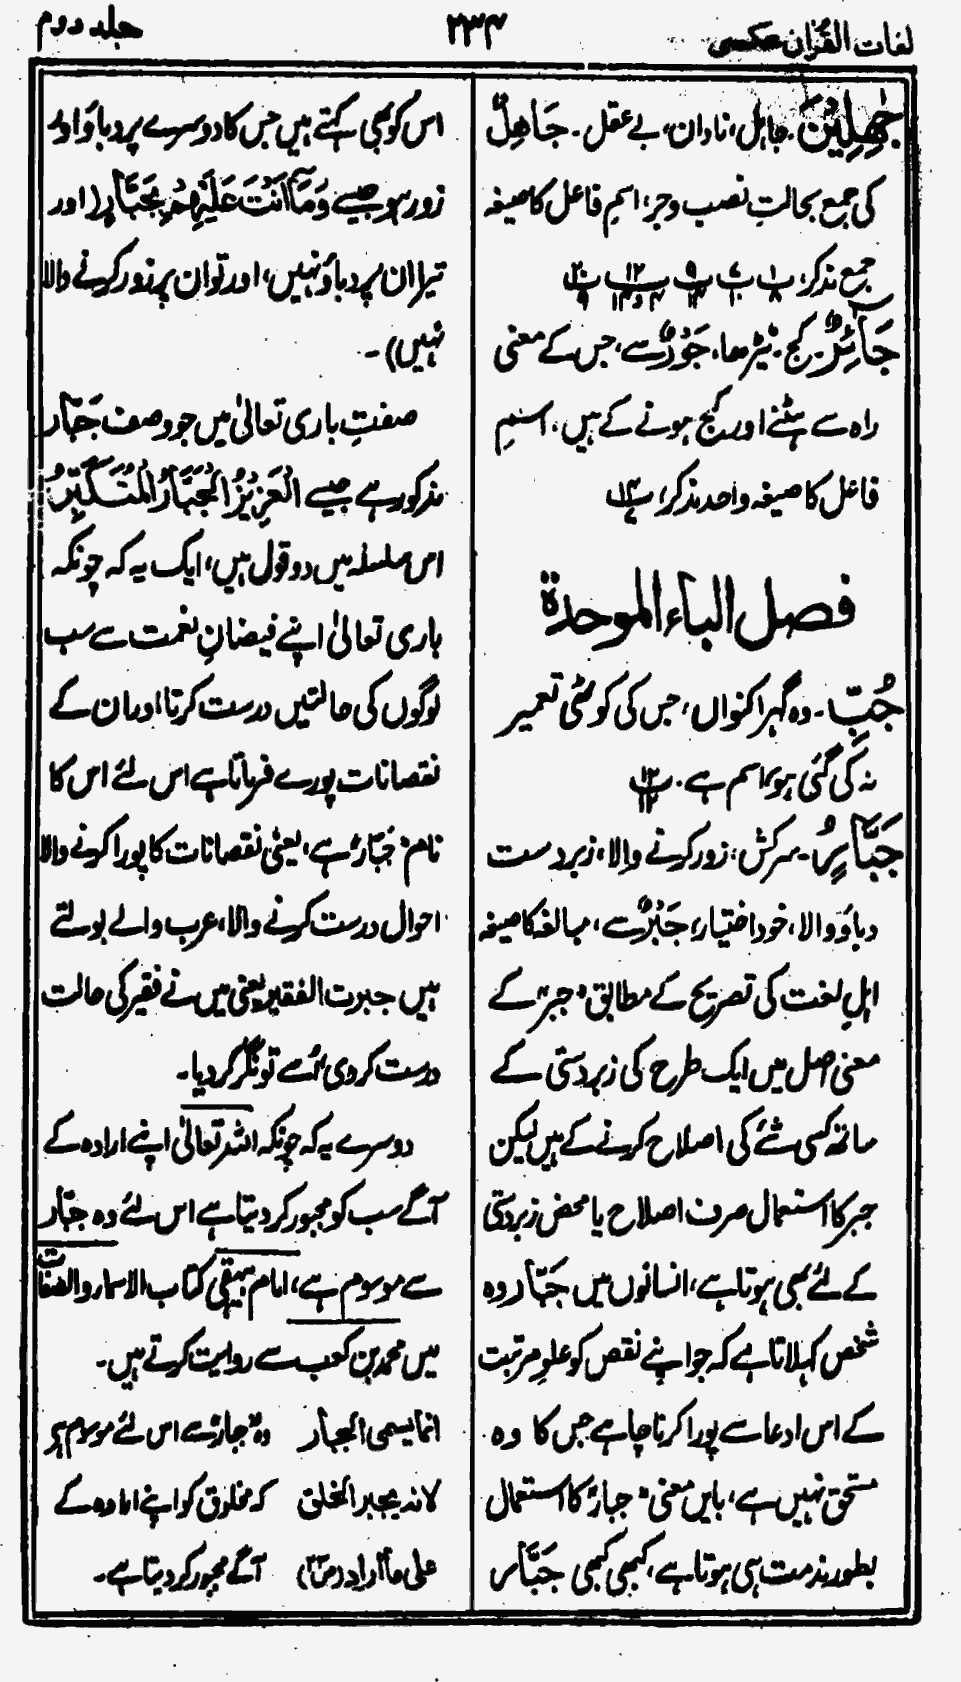 لغات القرآن عکسی
۲۳۴
جلد دوم
جٰهِلِيْنَ ۔ جاہل، نادان، بے عقل۔ جَاهِلٌ
کی جمع بحالتِ نصب وجر، اسمِ فاعل کا صیغہ
جمع مذکر،
جَآئِرٌ ۔ کج، ٹیڑھا، جَوْرٌ سے، جس کے معنی
راہ سے ہٹنے اور کج ہونے کے ہیں، اسمِ
فاعل کا صیغہ واحد مذکر،
فصل الباء الموحدة
جُبِّ ۔ وہ گہرا کنواں، جس کی کوٹھی تعمیر
نہ کی گئی ہو، اسم ہے۔
جَبَّارٍ ۔ سرکش، زور کرنے والا، زبردست
دباؤ والا، خود اختیار، جَبْرٌ سے، مبالغہ کا صیغہ
اہلِ لغت کی تصریح کے مطابق "جبر" کے
معنی اصل میں ایک طرح کی زبردستی کے
ساتھ کسی شئے کی اصلاح کرنے کے ہیں لیکن
جبر کا استعمال صرف اصلاح یا محض زبردستی
کے لئے بھی ہوتا ہے، انسانوں میں جَبَّار وہ
شخص کہلاتا ہے کہ جو اپنے نقص کو علوِ مرتبت
کے اس ادعا سے پورا کرنا چاہے جس کا وہ
مستحق نہیں ہے، بایں معنی "جبار" کا استعمال
بطور مذمت ہی ہوتا ہے، کبھی کبھی جَبَّار
اس کو بھی کہتے ہیں جس کا دوسرے پر دباؤ اور
زور ہو جیسے وَمَآ اَنْتَ عَلَيْهِمْ بِجَبَّارٍ (اور
تیرا ان پر دباؤ نہیں، اور تو ان پر زور کرنے والا
نہیں)۔
صفتِ باری تعالیٰ میں جو وصف جَبَّار
مذکور ہے جیسے الْعَزِيْزُ الْجَبَّارُ الْمُتَكَبِّرُ
اس سلسلہ میں دو قول ہیں، ایک یہ کہ چونکہ
باری تعالیٰ اپنے فیضانِ نعمت سے سب
لوگوں کی حالتیں درست کرتا، اور ان کے
نقصانات پورے فرماتا ہے اس لئے اس کا
نام "جَبَّار" ہے، یعنی نقصانات کا پورا کرنے والا
احوال درست کرنے والا، عرب والے بولتے
ہیں جبرت الفقیر یعنی میں نے فقیر کی حالت
درست کر دی اُسے تونگر کر دیا۔
دوسرے یہ کہ چونکہ اللہ تعالیٰ اپنے ارادہ کے
آگے سب کو مجبور کر دیتا ہے اس لئے وہ جبّار
سے موسوم ہے، امام بیہقی کتاب الاسماء والصفات
میں محمد بن کعب سے روایت کرتے ہیں۔
انما یسمی الجبار وہ "جبار" سے اس لئے موسوم ہے
لانہ یجبر الخلق کہ مخلوق کو اپنے ارادہ کے
علی ما اراد (ص۲۳) آگے مجبور کر دیتا ہے۔